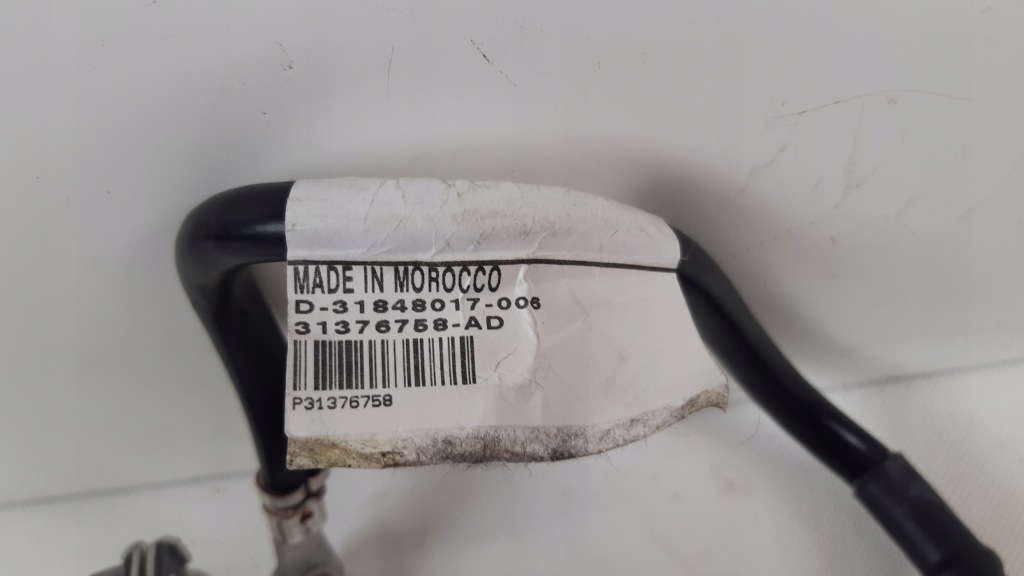 MADE IN MOROCCO
D-31848017-006
31376758-AD
P31376758